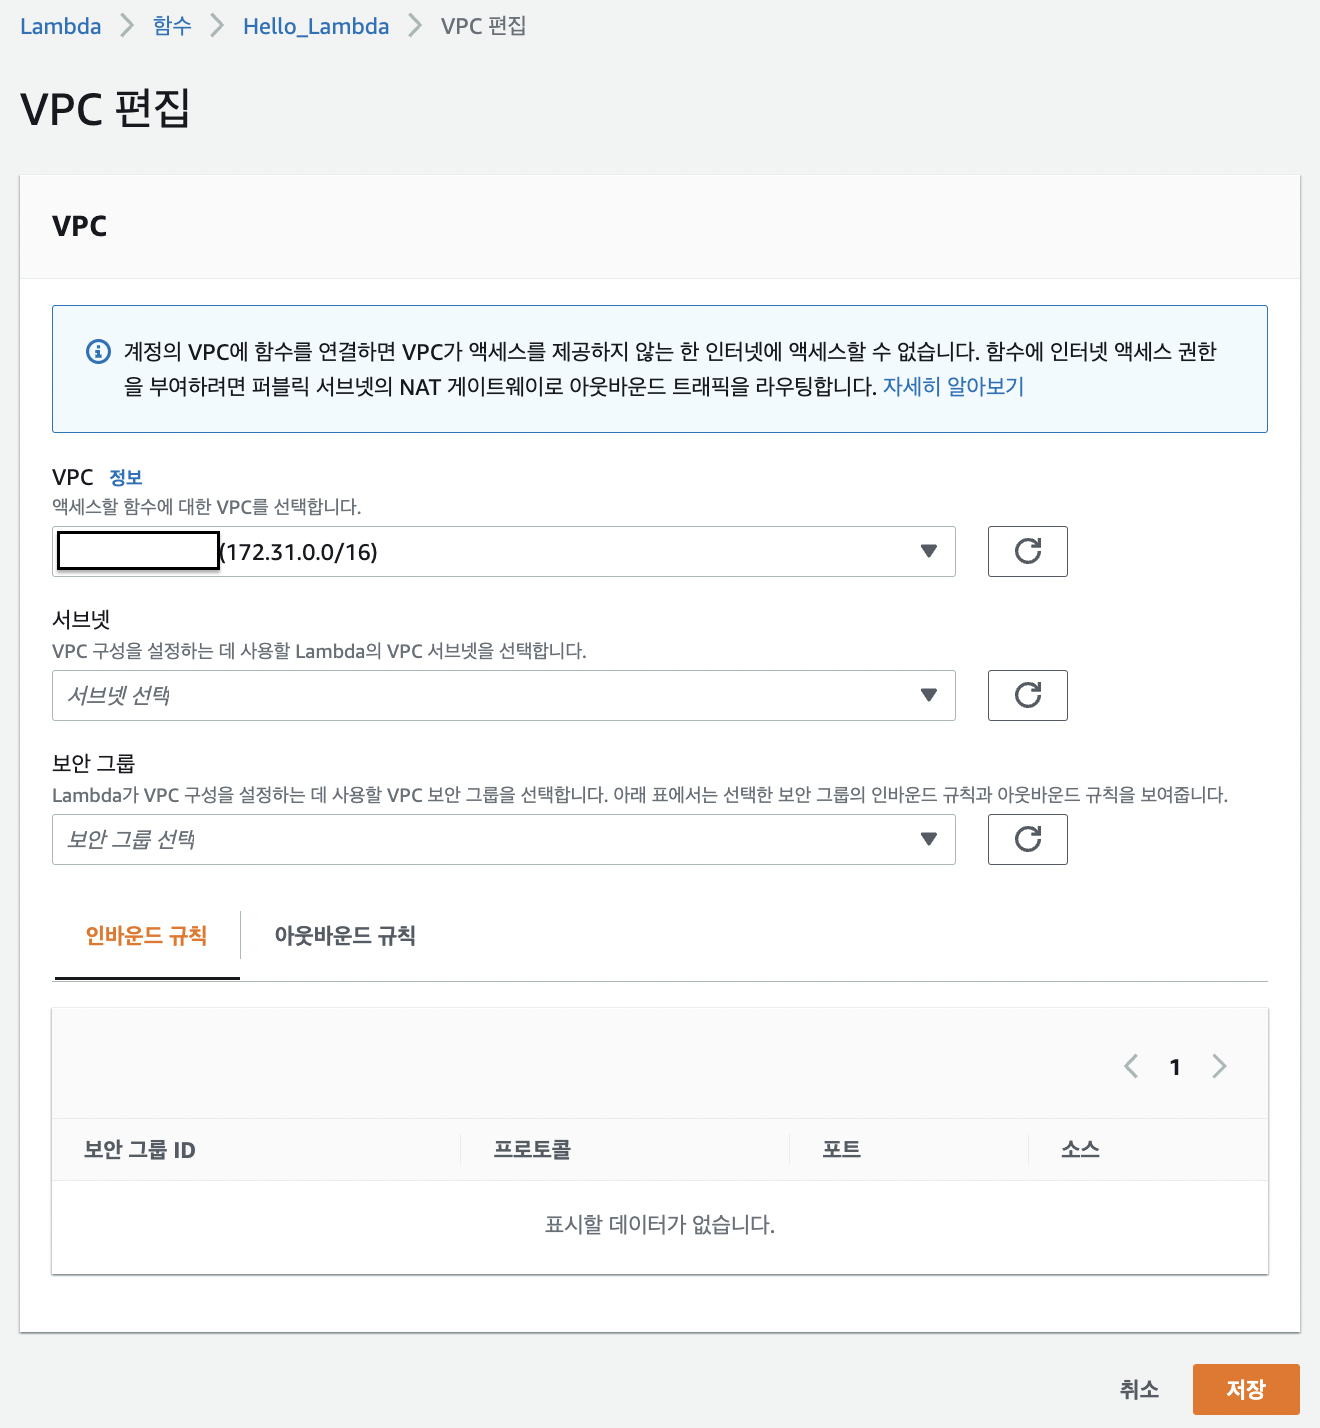 Lambda > 함수 > Hello_Lambda > VPC 편집
VPC 편집
VPC
계정의 VPC에 함수를 연결하면 VPC가 액세스를 제공하지 않는 한 인터넷에 액세스할 수 없습니다. 함수에 인터넷 액세스 권한
을 부여하려면 퍼블릭 서브넷의 NAT 게이트웨이로 아웃바운드 트래픽을 라우팅합니다. 자세히 알아보기
VPC 정보
액세스할 함수에 대한 VPC를 선택합니다.
(172.31.0.0/16)
서브넷
VPC 구성을 설정하는 데 사용할 Lambda의 VPC 서브넷을 선택합니다.
서브넷 선택
보안 그룹
Lambda가 VPC 구성을 설정하는 데 사용할 VPC 보안 그룹을 선택합니다. 아래 표에서는 선택한 보안 그룹의 인바운드 규칙과 아웃바운드 규칙을 보여줍니다.
보안 그룹 선택
인바운드 규칙 아웃바운드 규칙
1
보안 그룹 ID 프로토콜 포트 소스
표시할 데이터가 없습니다.
취소 저장